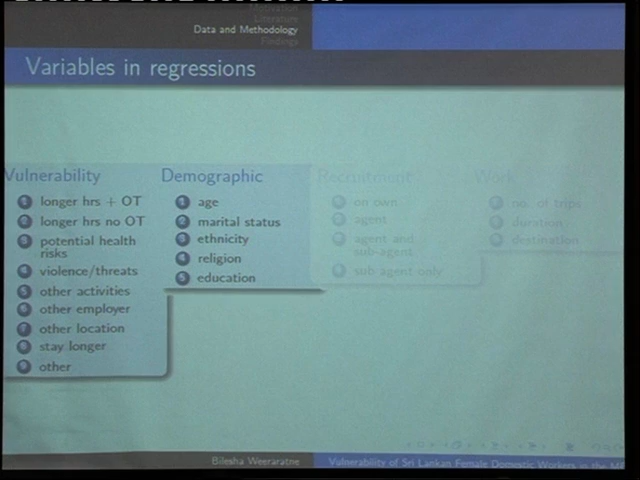 Literature
Data and Methodology
Findings
Variables in regressions
Vulnerability
1 longer hrs + OT
2 longer hrs no OT
3 potential health
risks
4 violence/threats
5 other activities
6 other employer
7 other location
8 stay longer
9 other
Demographic
1 age
2 marital status
3 ethnicity
4 religion
5 education
Recruitment
1 on own
2 agent
3 agent and
sub-agent
4 sub-agent only
Work
1 no. of trips
2 duration
3 destination
Bilesha Weeraratne
Vulnerability of Sri Lankan Female Domestic Workers in the